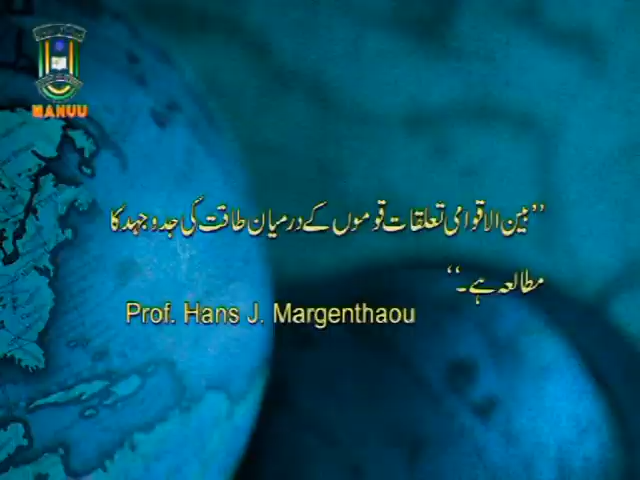 MANUU
’’بین الاقوامی تعلقات قوموں کے درمیان طاقت کی جدوجہد کا
مطالعہ ہے۔‘‘
Prof. Hans J. Margenthaou